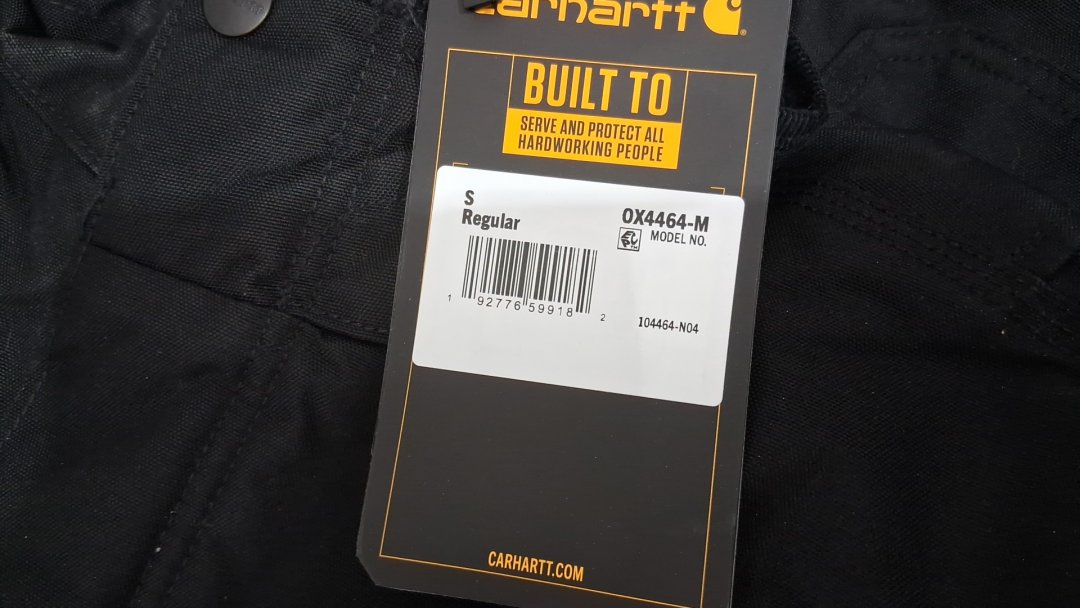 carhartt
BUILT TO
SERVE AND PROTECT ALL
HARDWORKING PEOPLE
S
Regular
OX4464-M
MODEL NO.
1 92776 59918 2
104464-N04
CARHARTT.COM